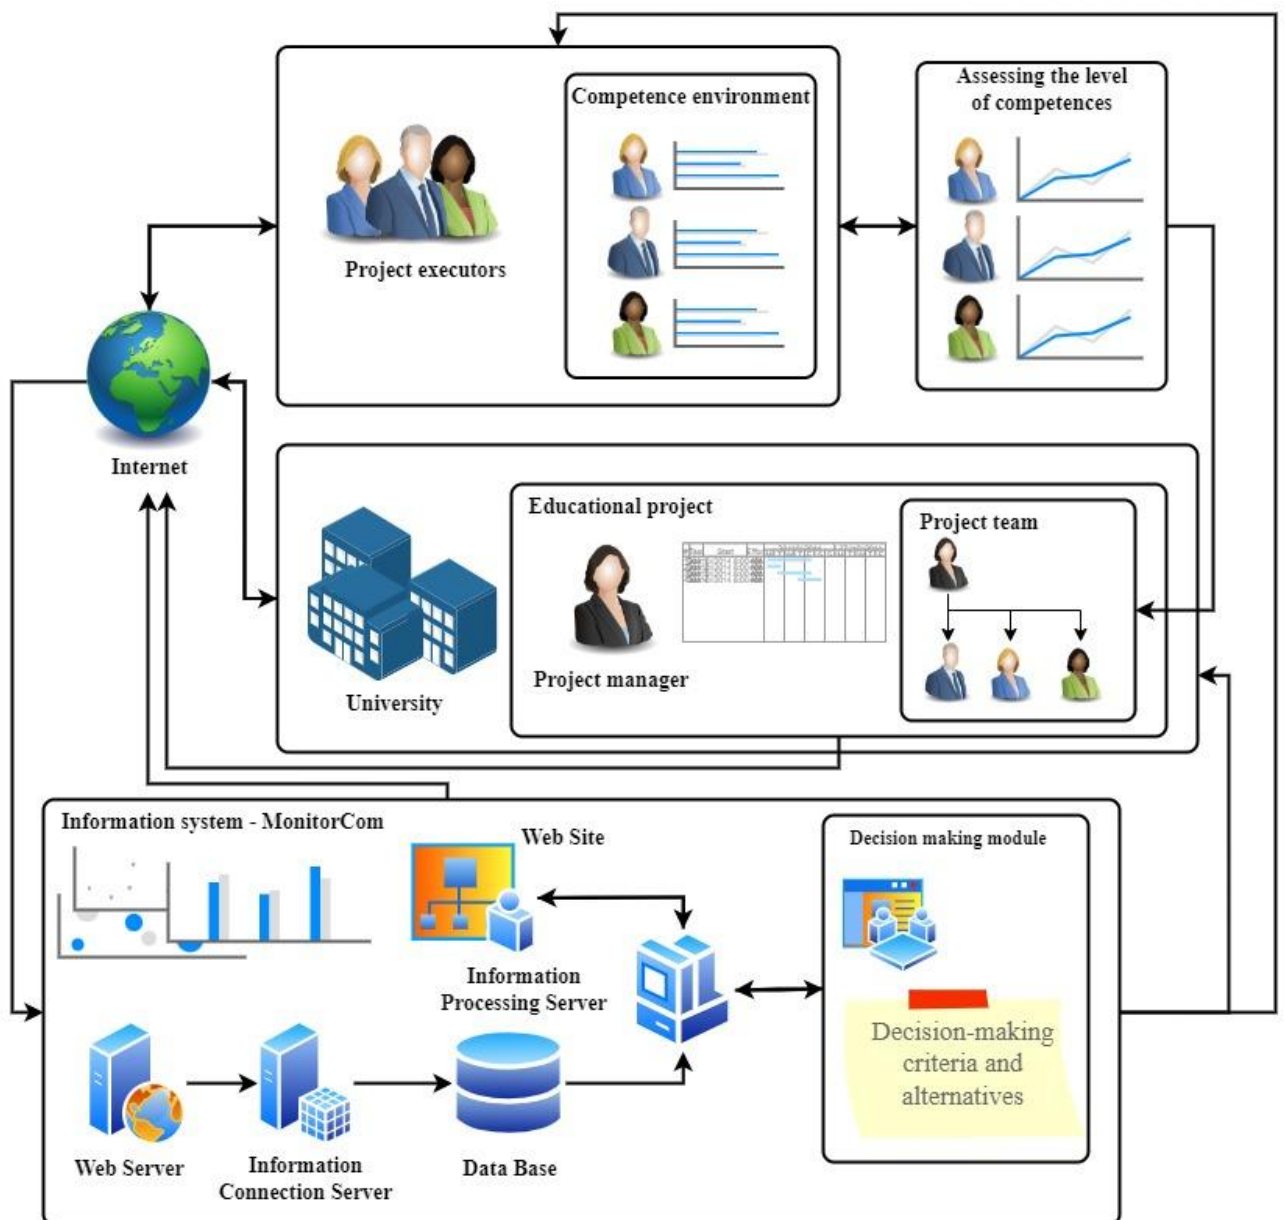 Competence environment
Assessing the level
of competences
Project executors
Internet
Educational project
Project team
Project manager
University
Information system - MonitorCom
Web Site
Decision making module
Information
Processing Server
Decision-making
criteria and
alternatives
Web Server
Information
Connection Server
Data Base